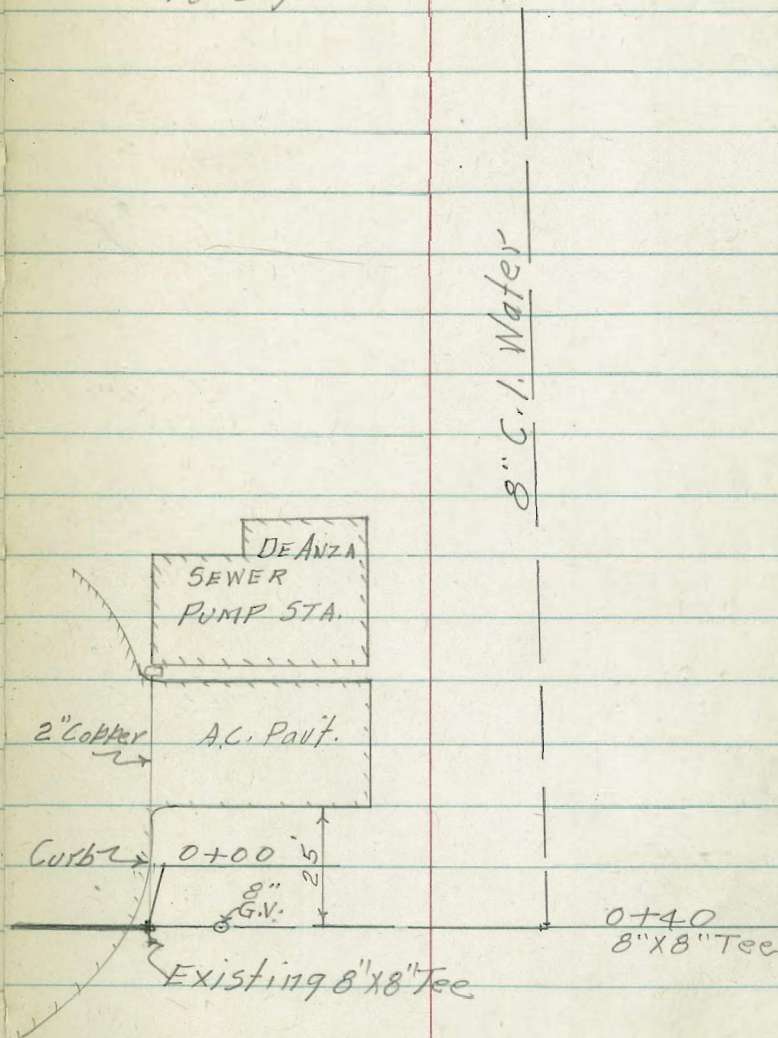 8" C.I. Water
DE ANZA
SEWER
PUMP STA.
2" Copper
A.C. Pav't.
Curb
0+00
25'
8"
G.V.
0+40
8"X8" Tee
Existing 8"X8" Tee